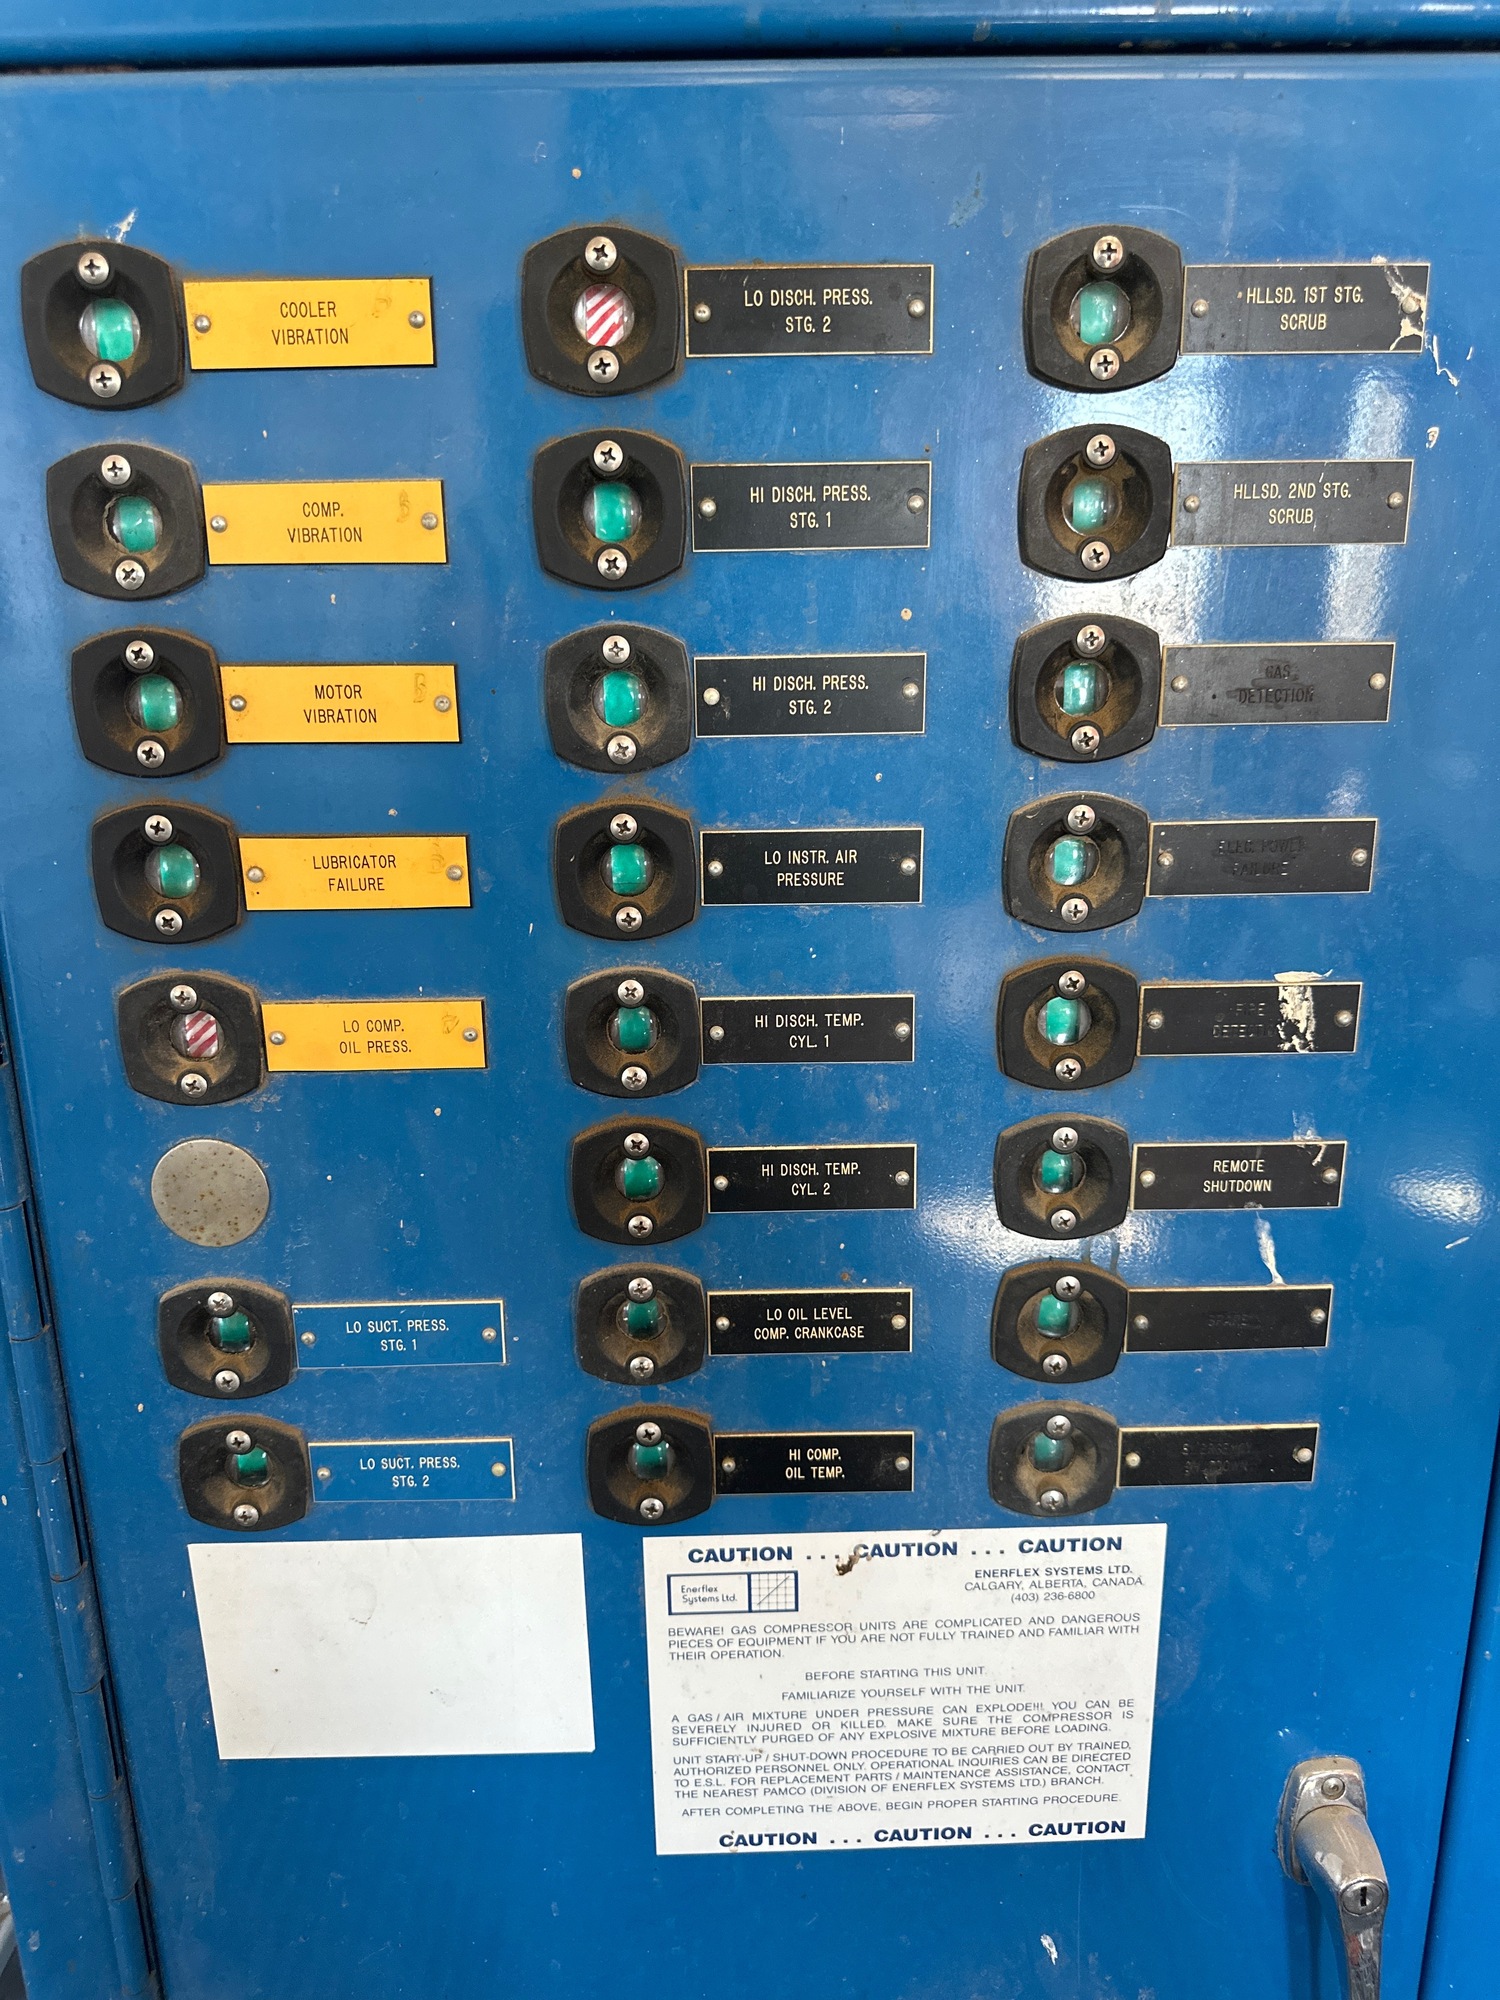 COOLER
VIBRATION
COMP.
VIBRATION
MOTOR
VIBRATION
LUBRICATOR
FAILURE
LO COMP.
OIL PRESS.
LO SUCT. PRESS.
STG. 1
LO SUCT. PRESS.
STG. 2
LO DISCH. PRESS.
STG. 2
HI DISCH. PRESS.
STG. 1
HI DISCH. PRESS.
STG. 2
LO INSTR. AIR
PRESSURE
HI DISCH. TEMP.
CYL. 1
HI DISCH. TEMP.
CYL. 2
LO OIL LEVEL
COMP. CRANKCASE
HI COMP.
OIL TEMP.
HLLSD. 1ST STG.
SCRUB
HLLSD. 2ND STG.
SCRUB
GAS
DETECTION
FAILURE
REMOTE
SHUTDOWN
CAUTION ... CAUTION ... CAUTION
Enerflex
Systems Ltd.
ENERFLEX SYSTEMS LTD.
CALGARY, ALBERTA, CANADA
(403) 236-6800
BEWARE! GAS COMPRESSOR UNITS ARE COMPLICATED AND DANGEROUS
PIECES OF EQUIPMENT IF YOU ARE NOT FULLY TRAINED AND FAMILIAR WITH
THEIR OPERATION.
BEFORE STARTING THIS UNIT
FAMILIARIZE YOURSELF WITH THE UNIT.
A GAS / AIR MIXTURE UNDER PRESSURE CAN EXPLODE!!! YOU CAN BE
SEVERELY INJURED OR KILLED. MAKE SURE THE COMPRESSOR IS
SUFFICIENTLY PURGED OF ANY EXPLOSIVE MIXTURE BEFORE LOADING.
UNIT START-UP / SHUT-DOWN PROCEDURE TO BE CARRIED OUT BY TRAINED,
AUTHORIZED PERSONNEL ONLY. OPERATIONAL INQUIRIES CAN BE DIRECTED
TO E.S.L. FOR REPLACEMENT PARTS / MAINTENANCE ASSISTANCE, CONTACT
THE NEAREST PAMCO (DIVISION OF ENERFLEX SYSTEMS LTD.) BRANCH.
AFTER COMPLETING THE ABOVE, BEGIN PROPER STARTING PROCEDURE.
CAUTION ... CAUTION ... CAUTION